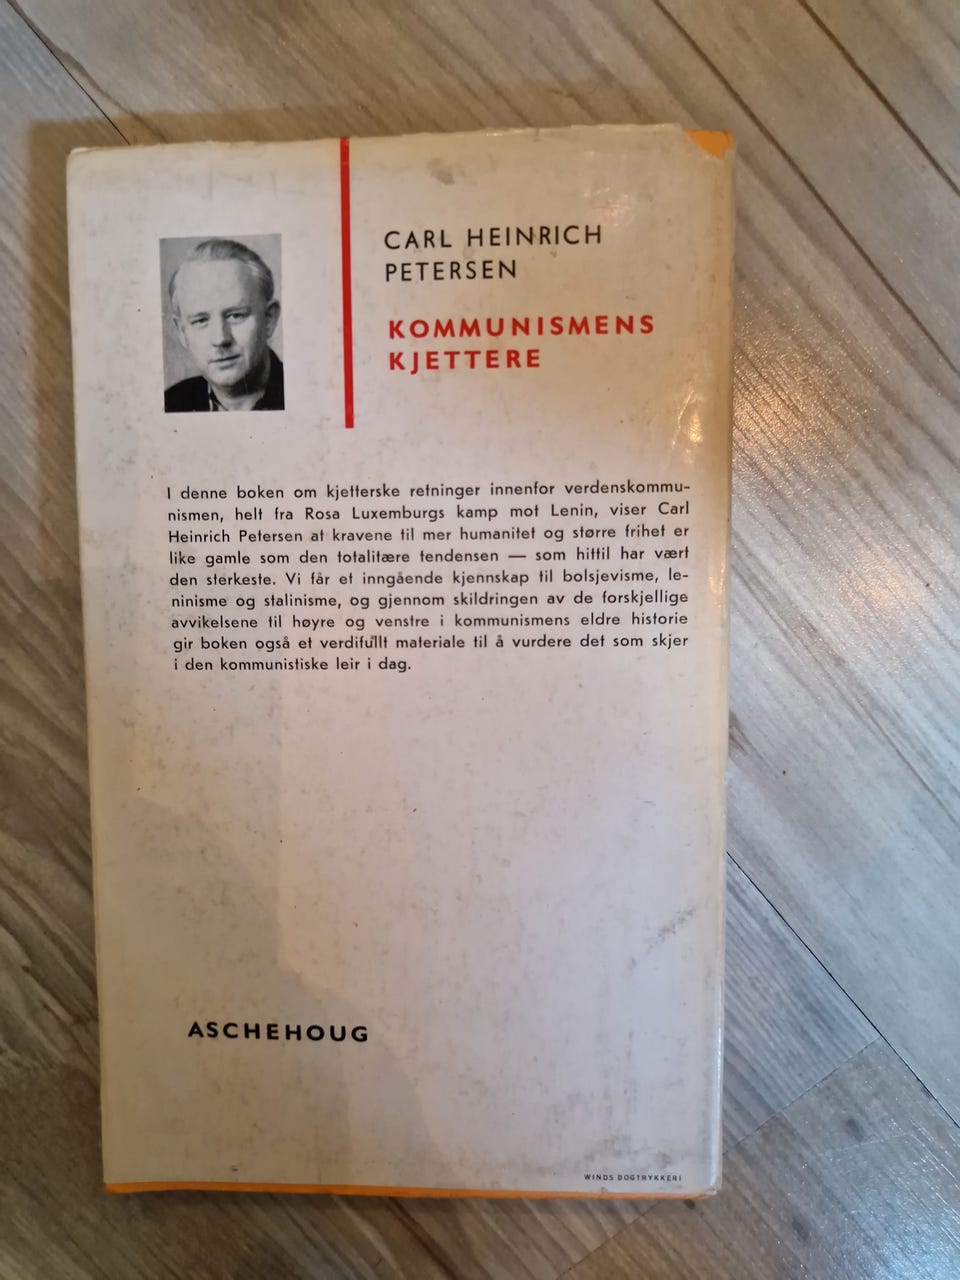 CARL HEINRICH
PETERSEN
KOMMUNISMENS
KJETTERE
I denne boken om kjetterske retninger innenfor verdenskommu-
nismen, helt fra Rosa Luxemburgs kamp mot Lenin, viser Carl
Heinrich Petersen at kravene til mer humanitet og større frihet er
like gamle som den totalitære tendensen — som hittil har vært
den sterkeste. Vi får et inngående kjennskap til bolsjevisme, le-
ninisme og stalinisme, og gjennom skildringen av de forskjellige
avvikelsene til høyre og venstre i kommunismens eldre historie
gir boken også et verdifullt materiale til å vurdere det som skjer
i den kommunistiske leir i dag.
ASCHEHOUG
WINDS BOGTRYKKERI